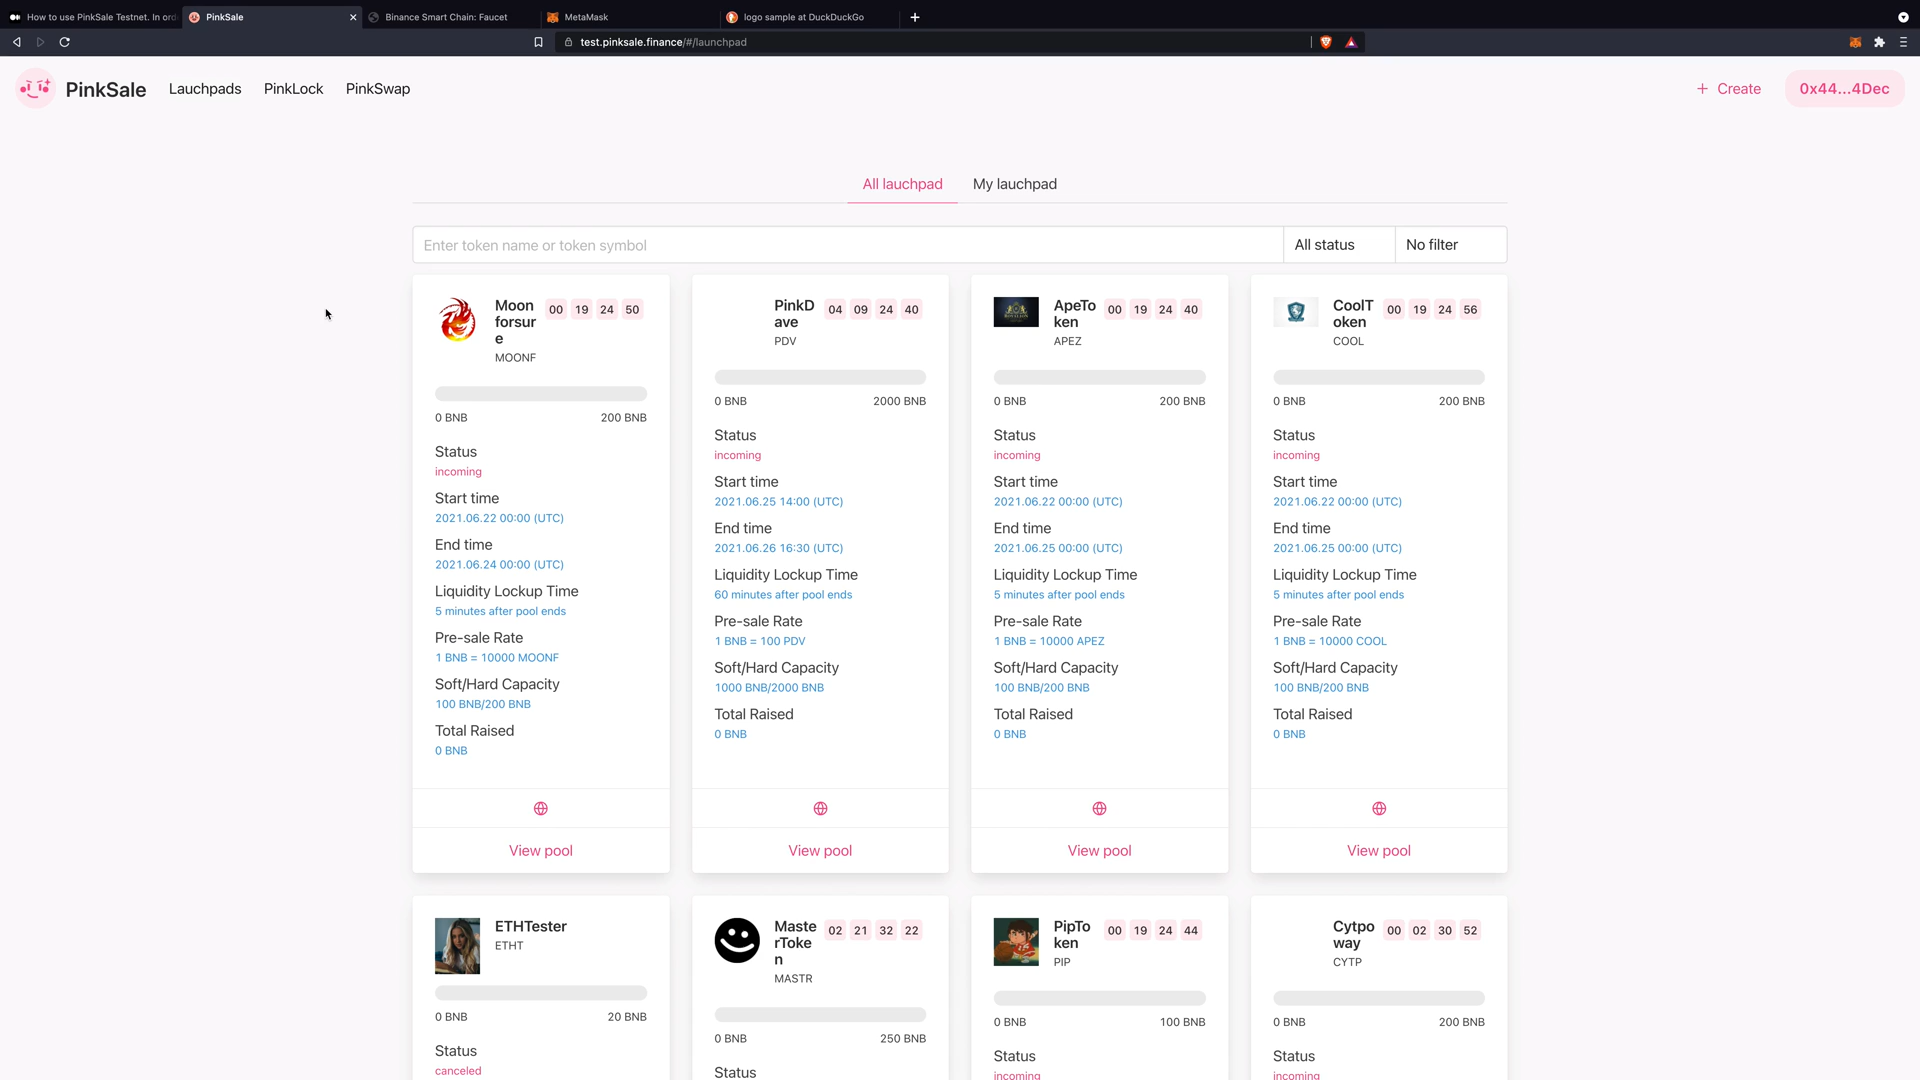 How to use PinkSale Testnet. In ord
PinkSale
Binance Smart Chain: Faucet
MetaMask
logo sample at DuckDuckGo
test.pinksale.finance/#/launchpad
PinkSale
Lauchpads
PinkLock
PinkSwap
+ Create
0x44...4Dec
All lauchpad
My lauchpad
Enter token name or token symbol
All status
No filter
Moon
forsur
e
MOONF
00 19 24 50
0 BNB
200 BNB
Status
incoming
Start time
2021.06.22 00:00 (UTC)
End time
2021.06.24 00:00 (UTC)
Liquidity Lockup Time
5 minutes after pool ends
Pre-sale Rate
1 BNB = 10000 MOONF
Soft/Hard Capacity
100 BNB/200 BNB
Total Raised
0 BNB
View pool
PinkD
ave
PDV
04 09 24 40
0 BNB
2000 BNB
Status
incoming
Start time
2021.06.25 14:00 (UTC)
End time
2021.06.26 16:30 (UTC)
Liquidity Lockup Time
60 minutes after pool ends
Pre-sale Rate
1 BNB = 100 PDV
Soft/Hard Capacity
1000 BNB/2000 BNB
Total Raised
0 BNB
View pool
ApeTo
ken
APEZ
00 19 24 40
0 BNB
200 BNB
Status
incoming
Start time
2021.06.22 00:00 (UTC)
End time
2021.06.25 00:00 (UTC)
Liquidity Lockup Time
5 minutes after pool ends
Pre-sale Rate
1 BNB = 10000 APEZ
Soft/Hard Capacity
100 BNB/200 BNB
Total Raised
0 BNB
View pool
CoolT
oken
COOL
00 19 24 56
0 BNB
200 BNB
Status
incoming
Start time
2021.06.22 00:00 (UTC)
End time
2021.06.25 00:00 (UTC)
Liquidity Lockup Time
5 minutes after pool ends
Pre-sale Rate
1 BNB = 10000 COOL
Soft/Hard Capacity
100 BNB/200 BNB
Total Raised
0 BNB
View pool
ETHTester
ETHT
0 BNB
20 BNB
Status
canceled
Maste
rToke
n
MASTR
02 21 32 22
0 BNB
250 BNB
Status
PipTo
ken
PIP
00 19 24 44
0 BNB
100 BNB
Status
incoming
Cytpo
way
CYTP
00 02 30 52
0 BNB
200 BNB
Status
incoming